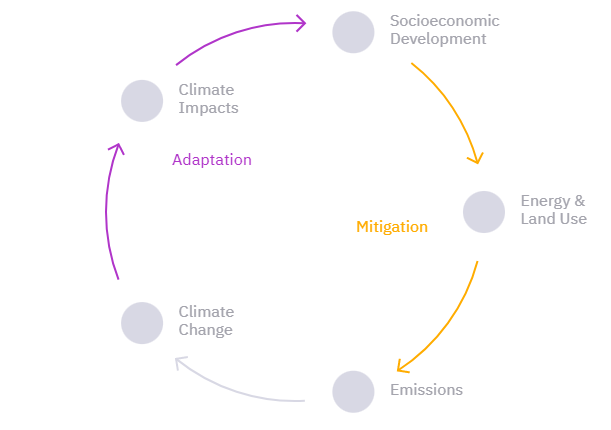 Socioeconomic
Development
Climate
Impacts
Adaptation
Energy &
Land Use
Mitigation
Climate
Change
Emissions